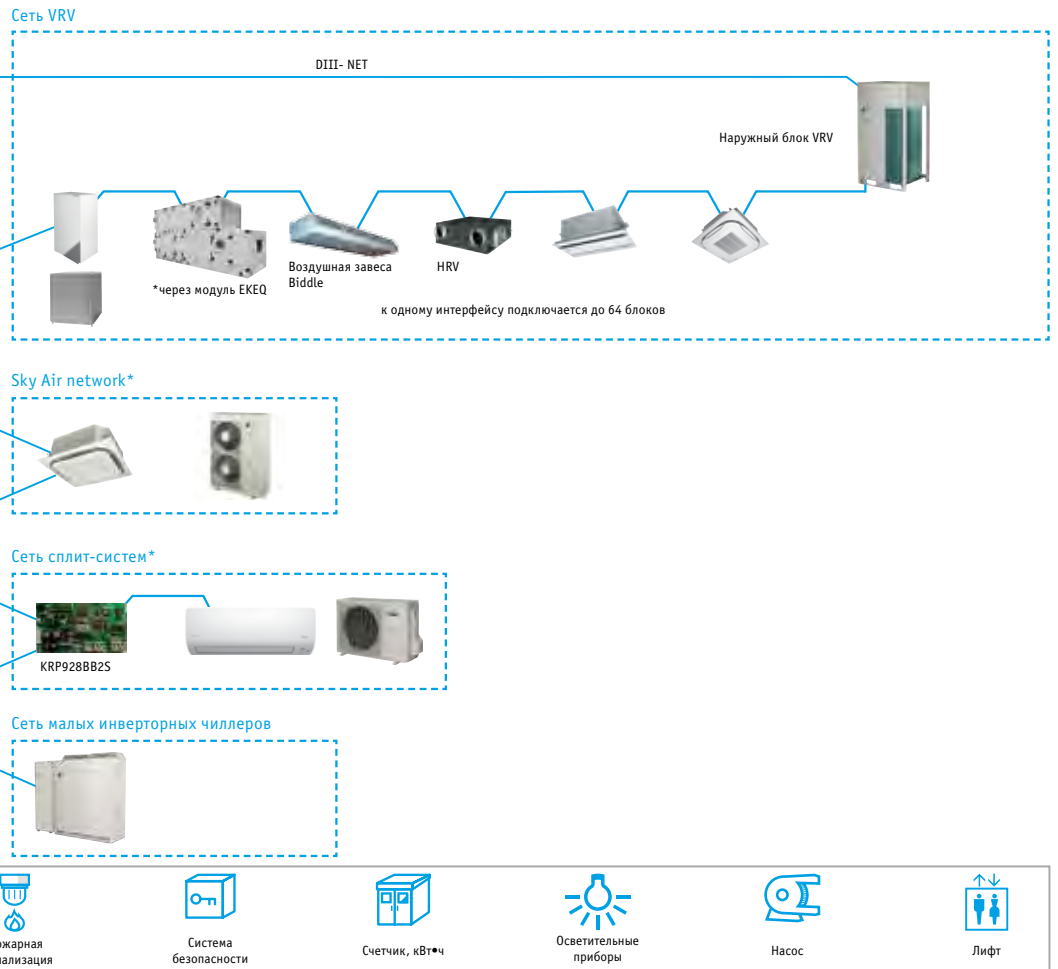 Сеть VRV
DIII- NET
Наружный блок VRV
Воздушная завеса
Biddle
HRV
*через модуль EKEQ
к одному интерфейсу подключается до 64 блоков
Sky Air network*
Сеть сплит-систем*
KRP928BB2S
Сеть малых инверторных чиллеров
Система
безопасности
Счетчик, кВт•ч
Осветительные
приборы
Насос
Лифт